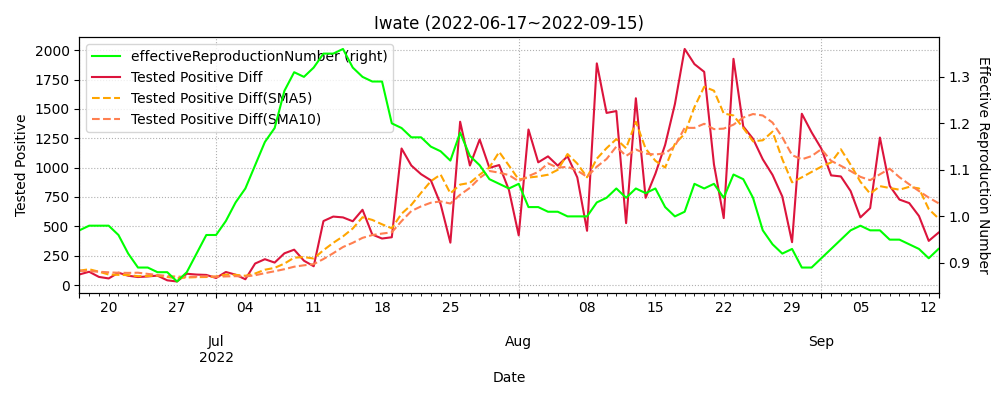 Iwate (2022-06-17~2022-09-15)
effectiveReproductionNumber (right)
Tested Positive Diff
Tested Positive Diff(SMA5)
Tested Positive Diff(SMA10)
Tested Positive
2000
1750
1500
1250
1000
750
500
250
0
1.3
1.2
1.1
1.0
0.9
Effective Reproduction Number
20 27 04 11 18 25 08 15 22 29 05 12
Jul Aug Sep
2022
Date